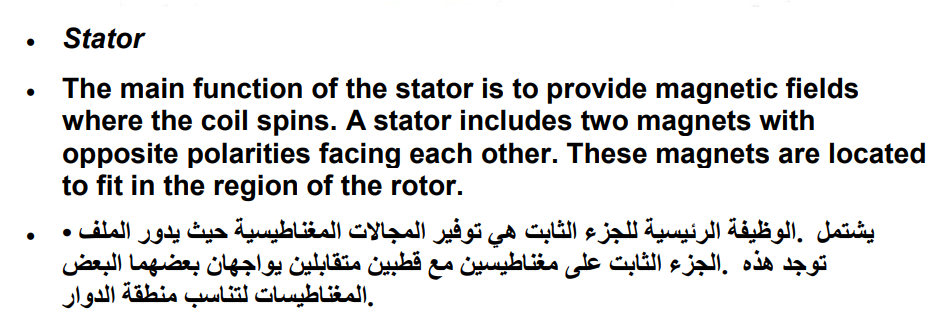 • Stator
• The main function of the stator is to provide magnetic fields
where the coil spins. A stator includes two magnets with
opposite polarities facing each other. These magnets are located
to fit in the region of the rotor.
• • الوظيفة الرئيسية للجزء الثابت هي توفير المجالات المغناطيسية حيث يدور الملف. يشتمل
الجزء الثابت على مغناطيسين مع قطبين متقابلين يواجهان بعضهما البعض. توجد هذه
المغناطيسات لتناسب منطقة الدوار.